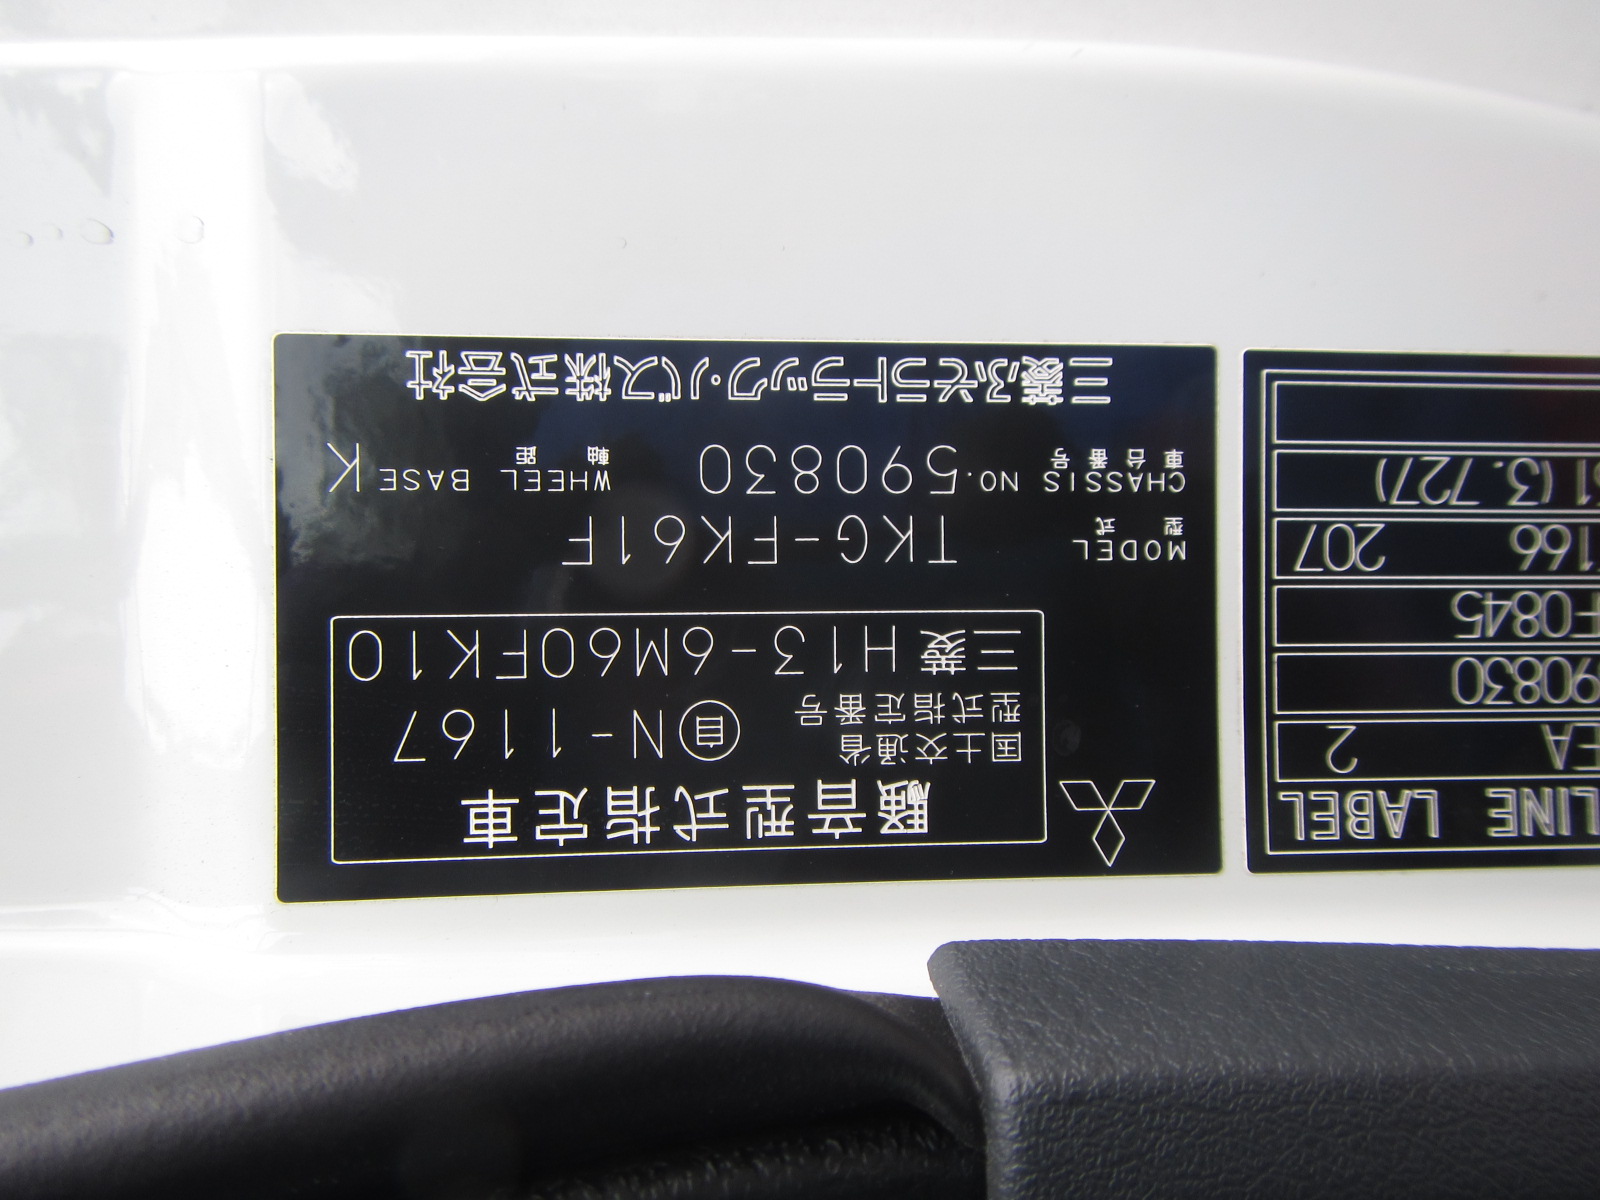 LINE LABEL
EA 2
90830
F0845
166 207
1 (3.727)
騒音型式指定車
国土交通省
型式指定番号 自N-1167
三菱 H13-6M60FK10
MODEL
型式 TKG-FK61F
CHASSIS NO. 590830 WHEEL BASE K
車台番号 軸距
三菱ふそうトラック・バス株式会社